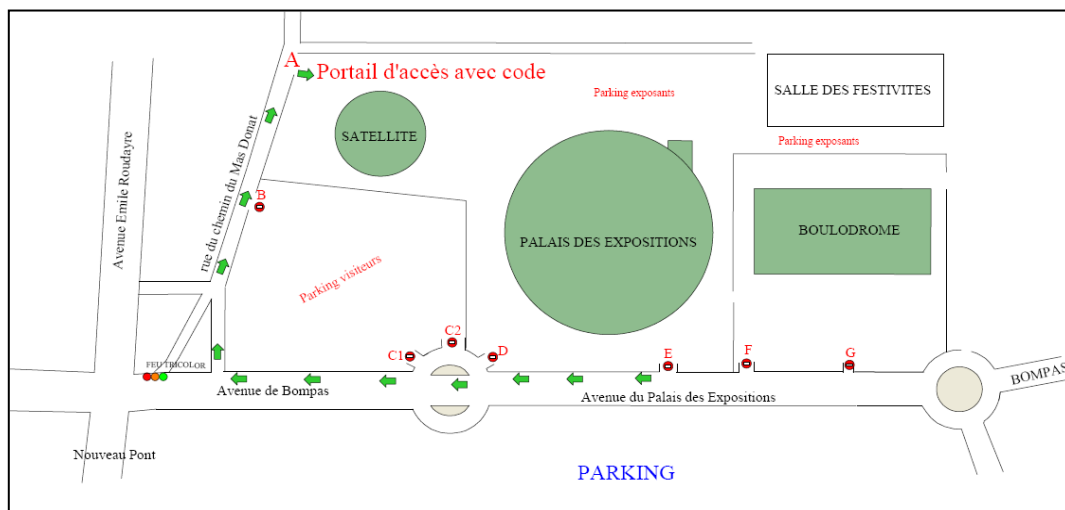 A
Portail d'accès avec code
SALLE DES FESTIVITES
Parking exposants
SATELLITE
Parking exposants
Avenue Emile Roudayre
rue du chemin du Mas Donat
B
PALAIS DES EXPOSITIONS
BOULODROME
Parking visiteurs
C1
C2
D
E
F
G
FEU TRICOLOR
BOMPAS
Avenue de Bompas
Avenue du Palais des Expositions
Nouveau Pont
PARKING